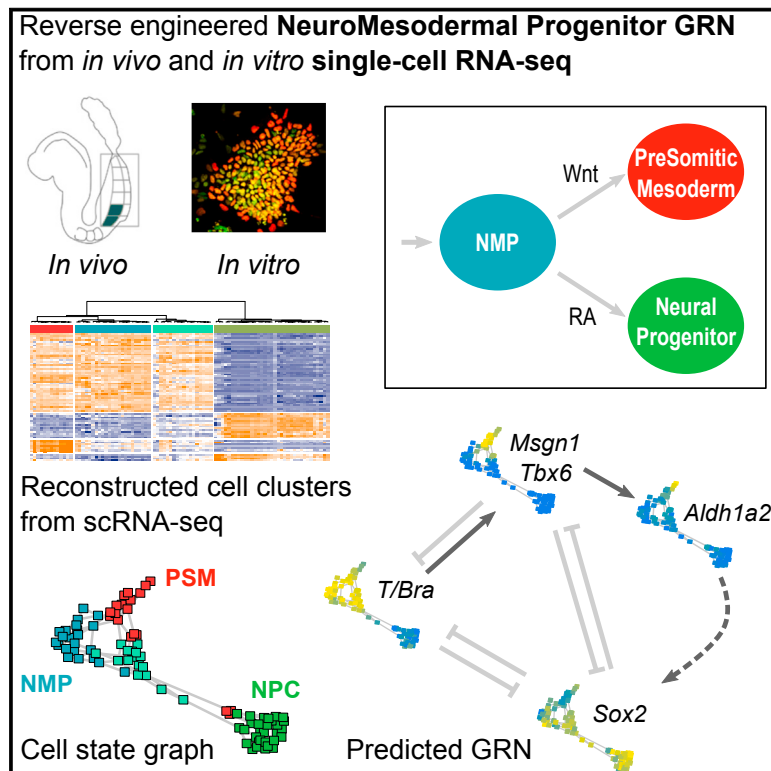 Reverse engineered NeuroMesodermal Progenitor GRN
from in vivo and in vitro single-cell RNA-seq
In vivo
In vitro
NMP
Wnt
RA
PreSomitic
Mesoderm
Neural
Progenitor
Reconstructed cell clusters
from scRNA-seq
PSM
NMP
NPC
Cell state graph
Msgn1
Tbx6
Aldh1a2
T/Bra
Sox2
Predicted GRN